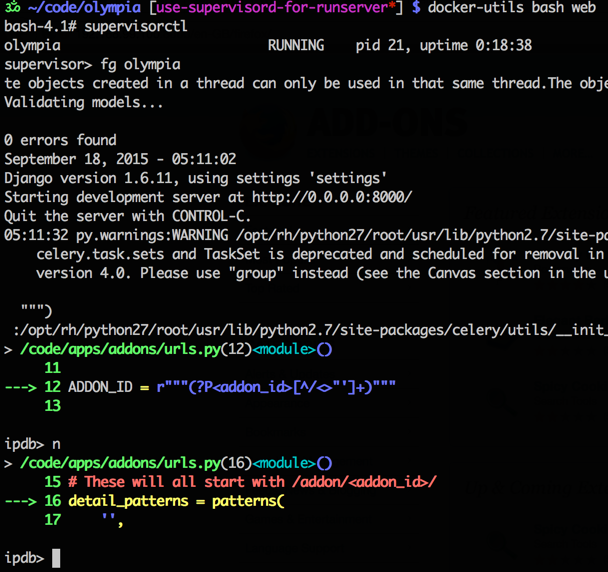 ॐ ~/code/olympia [use-supervisord-for-runserver*] $ docker-utils bash web
bash-4.1# supervisorctl
olympia                          RUNNING    pid 21, uptime 0:18:38
supervisor> fg olympia
te objects created in a thread can only be used in that same thread.The obje
Validating models...
0 errors found
September 18, 2015 - 05:11:02
Django version 1.6.11, using settings 'settings'
Starting development server at http://0.0.0.0:8000/
Quit the server with CONTROL-C.
05:11:32 py.warnings:WARNING /opt/rh/python27/root/usr/lib/python2.7/site-pa
    celery.task.sets and TaskSet is deprecated and scheduled for removal in
    version 4.0. Please use "group" instead (see the Canvas section in the u
  """)
 :/opt/rh/python27/root/usr/lib/python2.7/site-packages/celery/utils/__init_
> /code/apps/addons/urls.py(12)<module>()
     11
---> 12 ADDON_ID = r"""(?P<addon_id>[^/<>"']+)"""
     13
ipdb> n
> /code/apps/addons/urls.py(16)<module>()
     15 # These will all start with /addon/<addon_id>/
---> 16 detail_patterns = patterns(
     17     '',
ipdb>